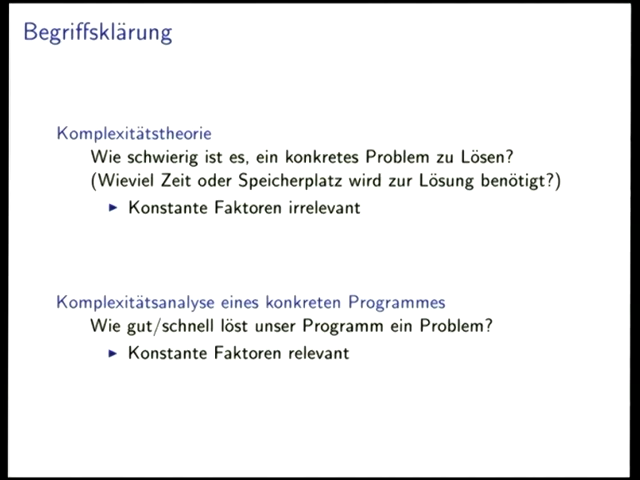 Begriffsklärung
Komplexitätstheorie
Wie schwierig ist es, ein konkretes Problem zu Lösen?
(Wieviel Zeit oder Speicherplatz wird zur Lösung benötigt?)
▶ Konstante Faktoren irrelevant
Komplexitätsanalyse eines konkreten Programmes
Wie gut/schnell löst unser Programm ein Problem?
▶ Konstante Faktoren relevant